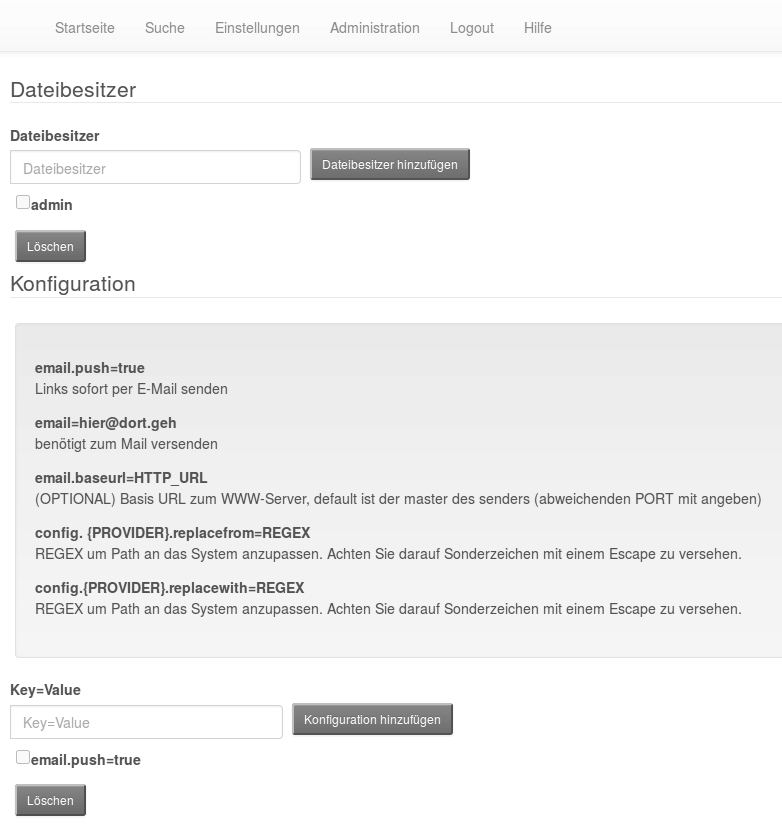 Startseite Suche Einstellungen Administration Logout Hilfe
Dateibesitzer
Dateibesitzer
Dateibesitzer Dateibesitzer hinzufügen
admin
Löschen
Konfiguration
email.push=true
Links sofort per E-Mail senden
email=hier@dort.geh
benötigt zum Mail versenden
email.baseurl=HTTP_URL
(OPTIONAL) Basis URL zum WWW-Server, default ist der master des senders (abweichenden PORT mit angeben)
config. {PROVIDER}.replacefrom=REGEX
REGEX um Path an das System anzupassen. Achten Sie darauf Sonderzeichen mit einem Escape zu versehen.
config.{PROVIDER}.replacewith=REGEX
REGEX um Path an das System anzupassen. Achten Sie darauf Sonderzeichen mit einem Escape zu versehen.
Key=Value
Key=Value Konfiguration hinzufügen
email.push=true
Löschen